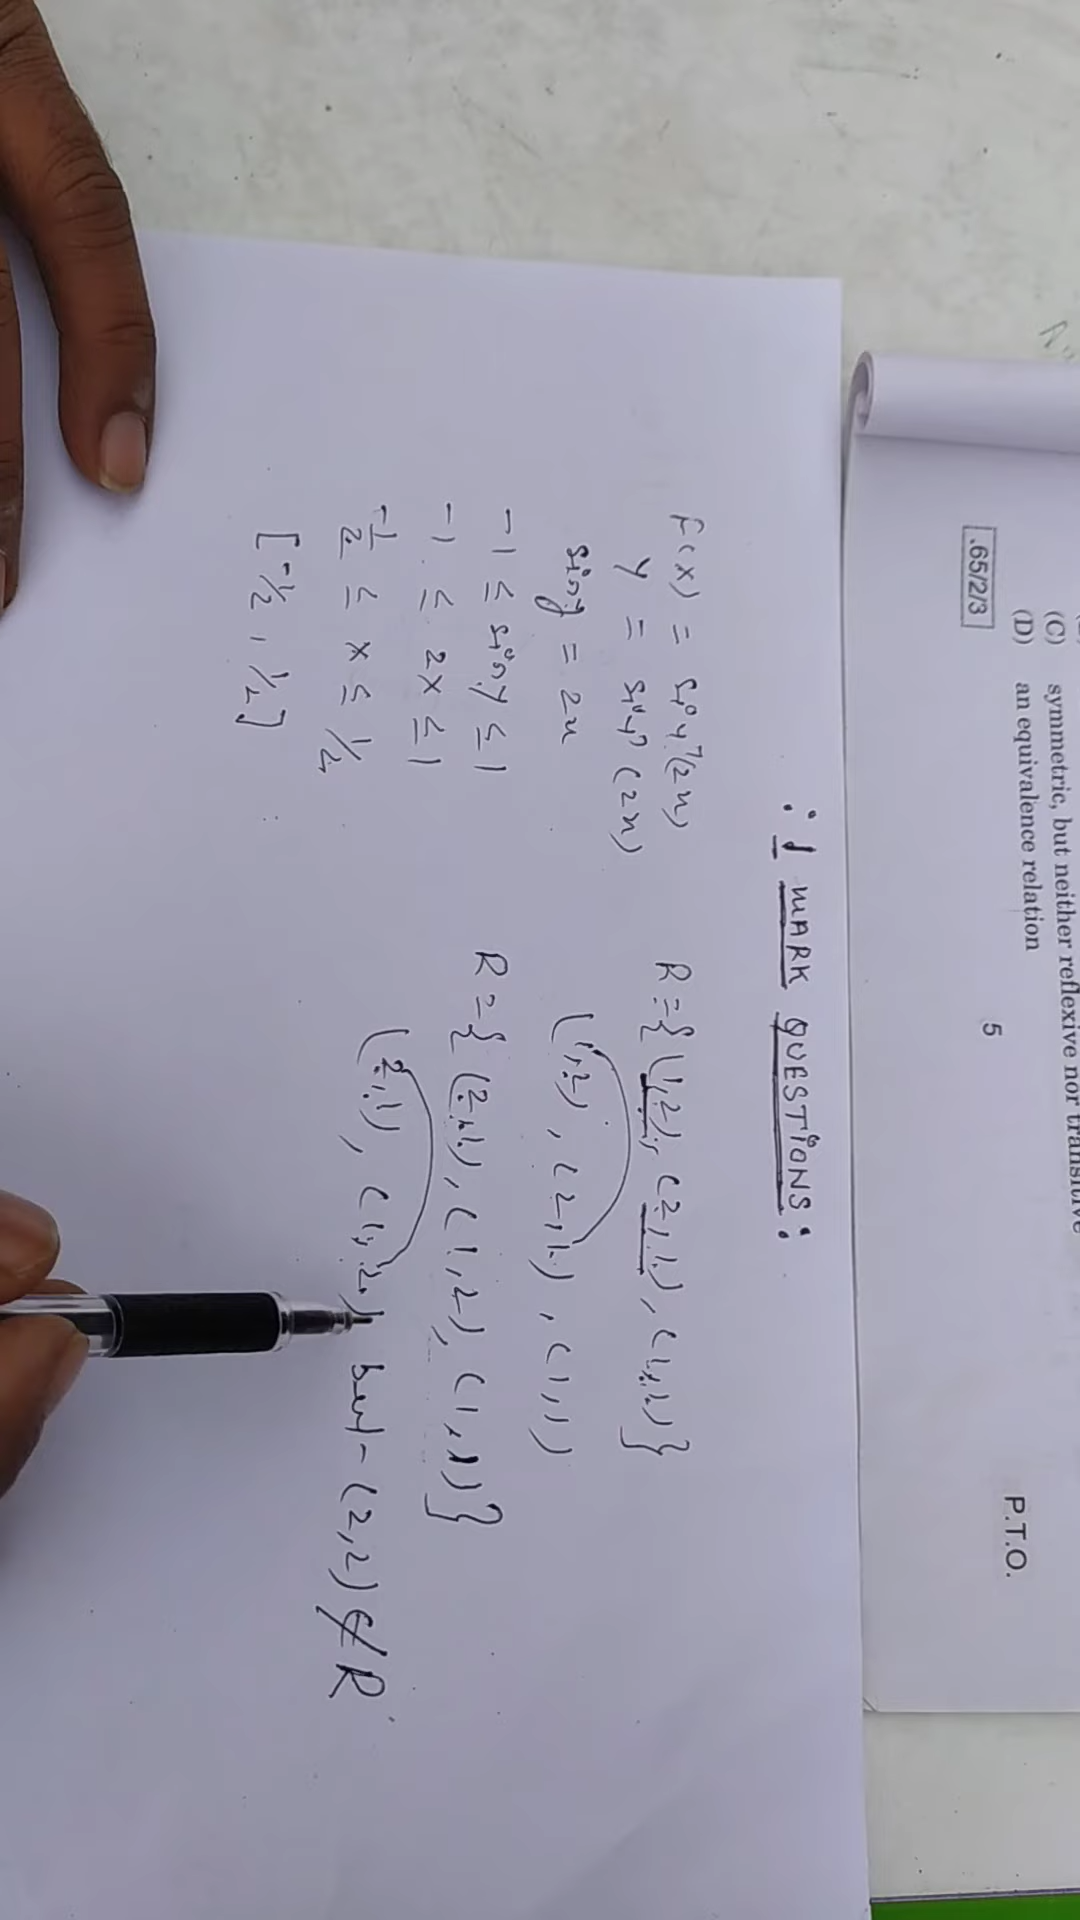 (C) symmetric, but neither reflexive nor transitive
(D) an equivalence relation
.65/2/3
5
P.T.O.
: 1 MARK QUESTIONS :
F(x) = sin⁻¹(2x)
y = sin⁻¹(2x)
siny = 2x
-1 ≤ siny ≤ 1
-1 ≤ 2x ≤ 1
-1/2 ≤ x ≤ 1/2
[-1/2, 1/2]
R = {(1,2), (2,1), (1,1)}
(1,2), (2,1), (1,1)
R = {(2,1), (1,2), (1,1)}
(2,1), (1,2) but - (2,2) ∉ R